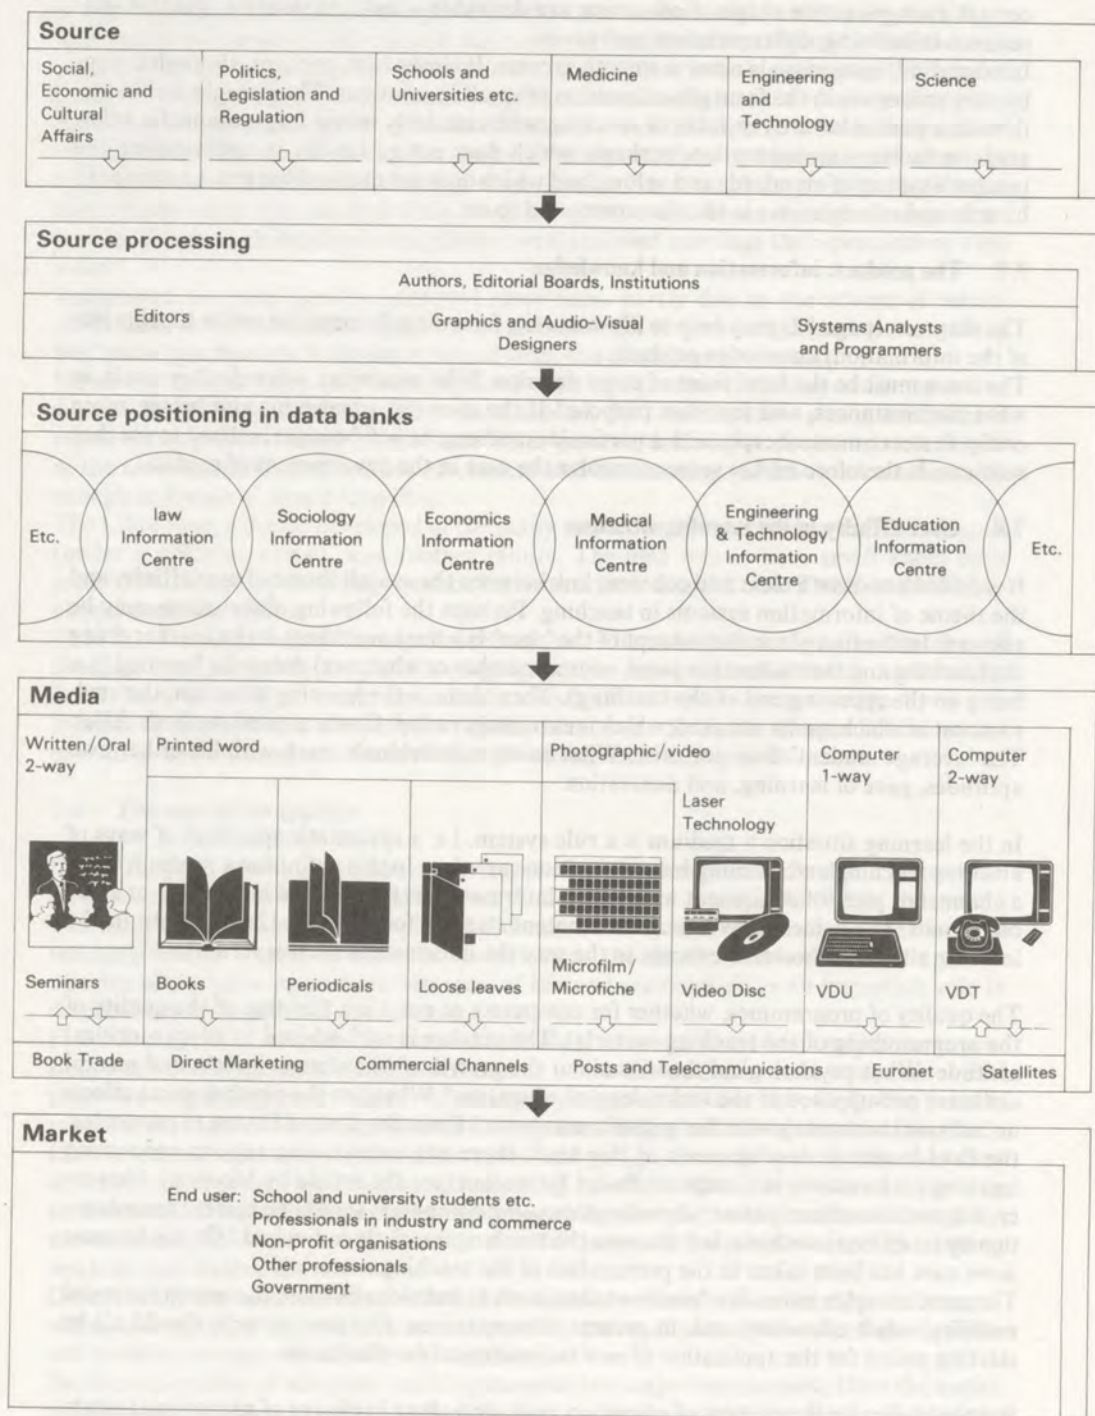 Source
Social,
Economic and
Cultural
Affairs
Politics,
Legislation and
Regulation
Schools and
Universities etc.
Medicine
Engineering
and
Technology
Science
Source processing
Authors, Editorial Boards, Institutions
Editors
Graphics and Audio-Visual
Designers
Systems Analysts
and Programmers
Source positioning in data banks
Etc.
law
Information
Centre
Sociology
Information
Centre
Economics
Information
Centre
Medical
Information
Centre
Engineering
& Technology
Information
Centre
Education
Information
Centre
Etc.
Media
Written/Oral
2-way
Printed word
Photographic/video
Laser
Technology
Computer
1-way
Computer
2-way
Seminars
Books
Periodicals
Loose leaves
Microfilm/
Microfiche
Video Disc
VDU
VDT
Book Trade
Direct Marketing
Commercial Channels
Posts and Telecommunications
Euronet
Satellites
Market
End user: School and university students etc.
Professionals in industry and commerce
Non-profit organisations
Other professionals
Government